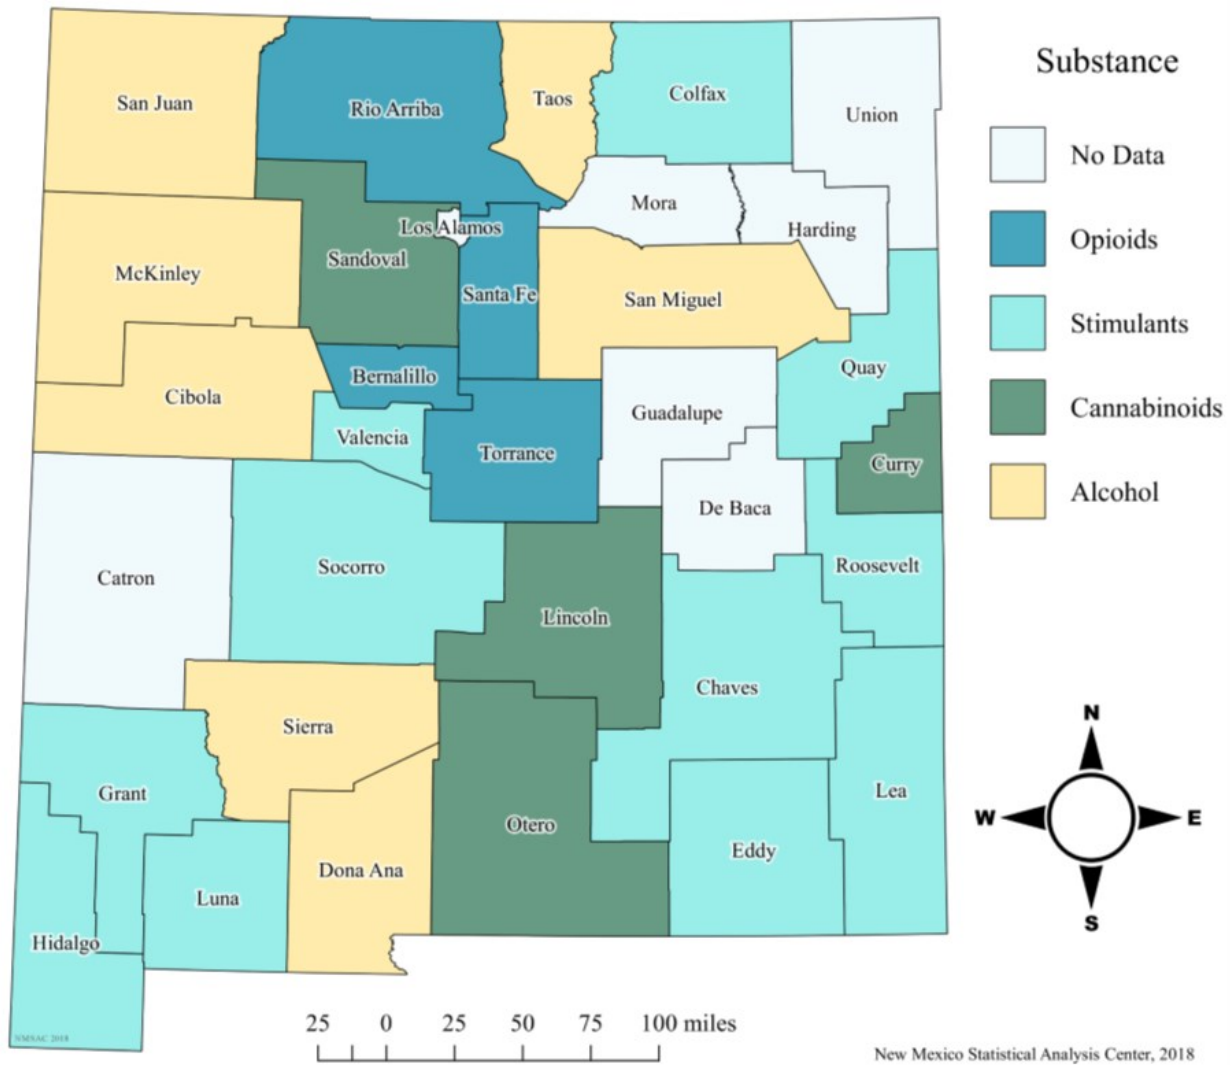 Substance
No Data
Opioids
Stimulants
Cannabinoids
Alcohol
San Juan
Rio Arriba
Taos
Colfax
Union
Mora
Harding
Los Alamos
Sandoval
McKinley
Santa Fe
San Miguel
Quay
Bernalillo
Cibola
Guadalupe
Valencia
Torrance
Curry
De Baca
Roosevelt
Catron
Socorro
Lincoln
Chaves
Sierra
Grant
Otero
Lea
Eddy
Dona Ana
Luna
Hidalgo
N
W
E
S
25 0 25 50 75 100 miles
NMSAC 2018
New Mexico Statistical Analysis Center, 2018